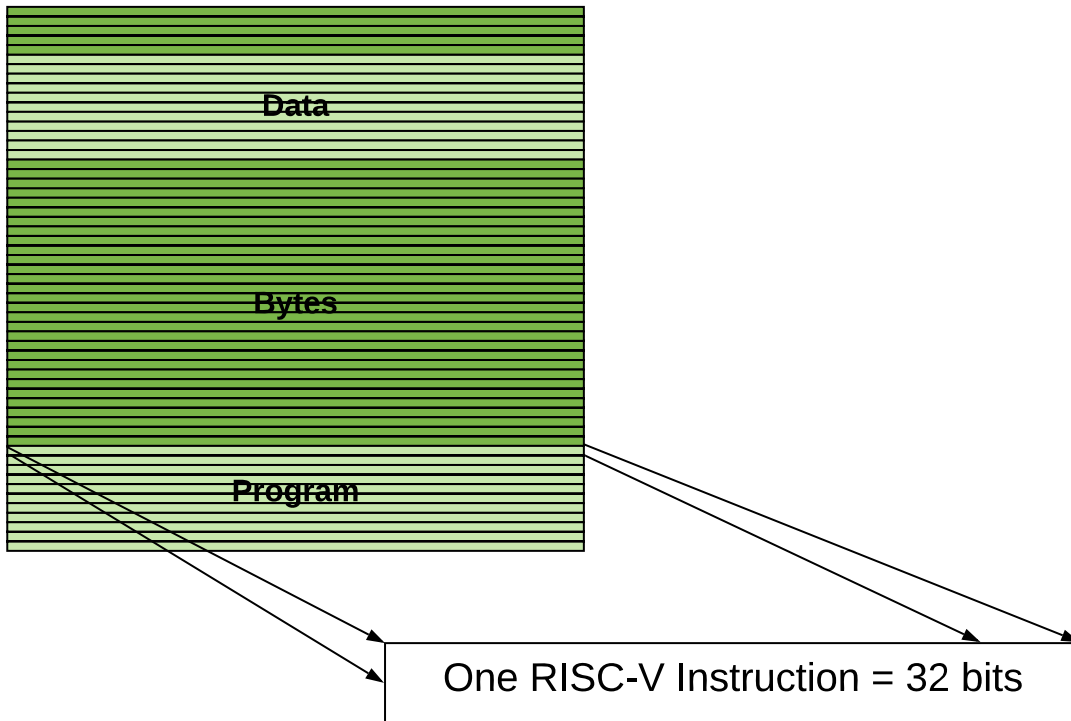 Data
Bytes
Program
One RISC-V Instruction = 32 bits